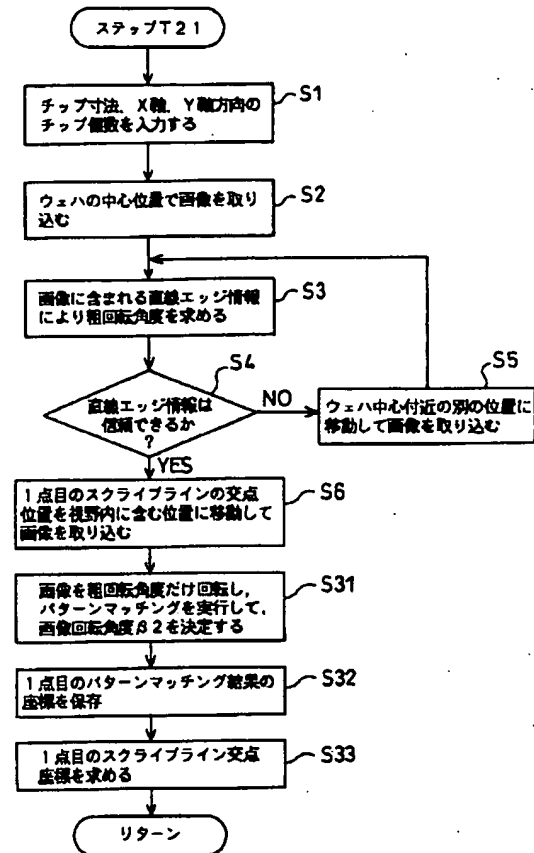 ステップT21
チップ寸法、X軸、Y軸方向の
チップ個数を入力する
S1
ウェハの中心位置で画像を取り
込む
S2
画像に含まれる直線エッジ情報
により粗回転角度を求める
S3
直線エッジ情報は
信頼できるか
?
S4
NO
ウェハ中心付近の別の位置に
移動して画像を取り込む
S5
YES
1点目のスクライブラインの交点
位置を視野内に含む位置に移動して
画像を取り込む
S6
画像を粗回転角度だけ回転し,
パターンマッチングを実行して、
画像回転角度β2を決定する
S31
1点目のパターンマッチング結果の
座標を保存
S32
1点目のスクライブライン交点
座標を求める
S33
リターン